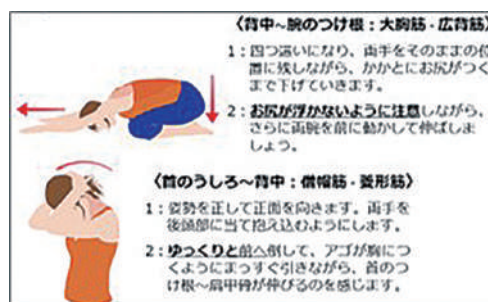 〈背中～腕のつけ根：大胸筋・広背筋〉
1：四つ這いになり、両手をそのままの位
置に残しながら、かかとにお尻がつく
まで下げていきます。
2：お尻が浮かないように注意しながら、
さらに両腕を前に動かして伸ばしま
しょう。
〈首のうしろ～背中：僧帽筋・菱形筋〉
1：姿勢を正して正面を向きます。両手を
後頭部に当て抱え込むようにします。
2：ゆっくりと前へ倒して、アゴが胸につ
くようにまっすぐ引きながら、首のつ
け根～肩甲骨が伸びるのを感じます。